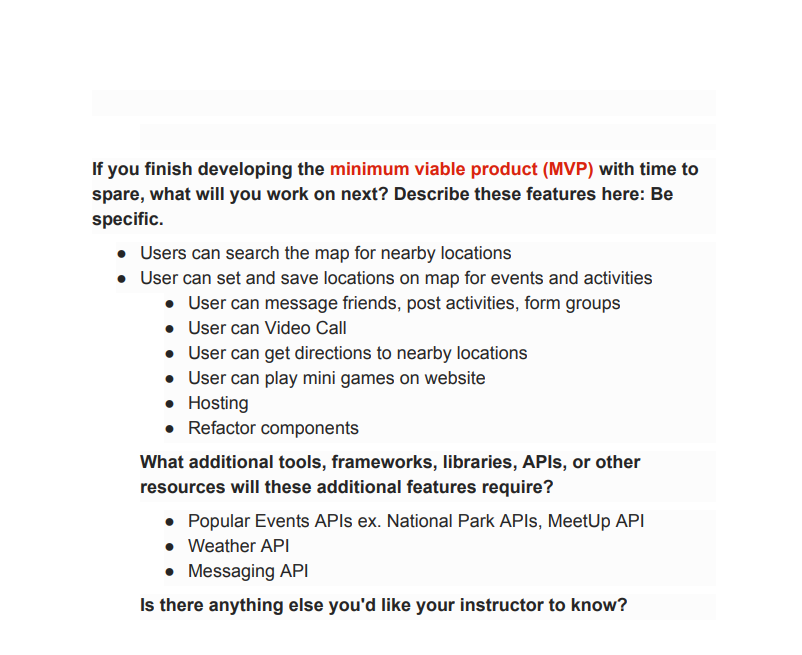 If you finish developing the minimum viable product (MVP) with time to
spare, what will you work on next? Describe these features here: Be
specific.
● Users can search the map for nearby locations
● User can set and save locations on map for events and activities
● User can message friends, post activities, form groups
● User can Video Call
● User can get directions to nearby locations
● User can play mini games on website
● Hosting
● Refactor components
What additional tools, frameworks, libraries, APIs, or other
resources will these additional features require?
● Popular Events APIs ex. National Park APIs, MeetUp API
● Weather API
● Messaging API
Is there anything else you'd like your instructor to know?